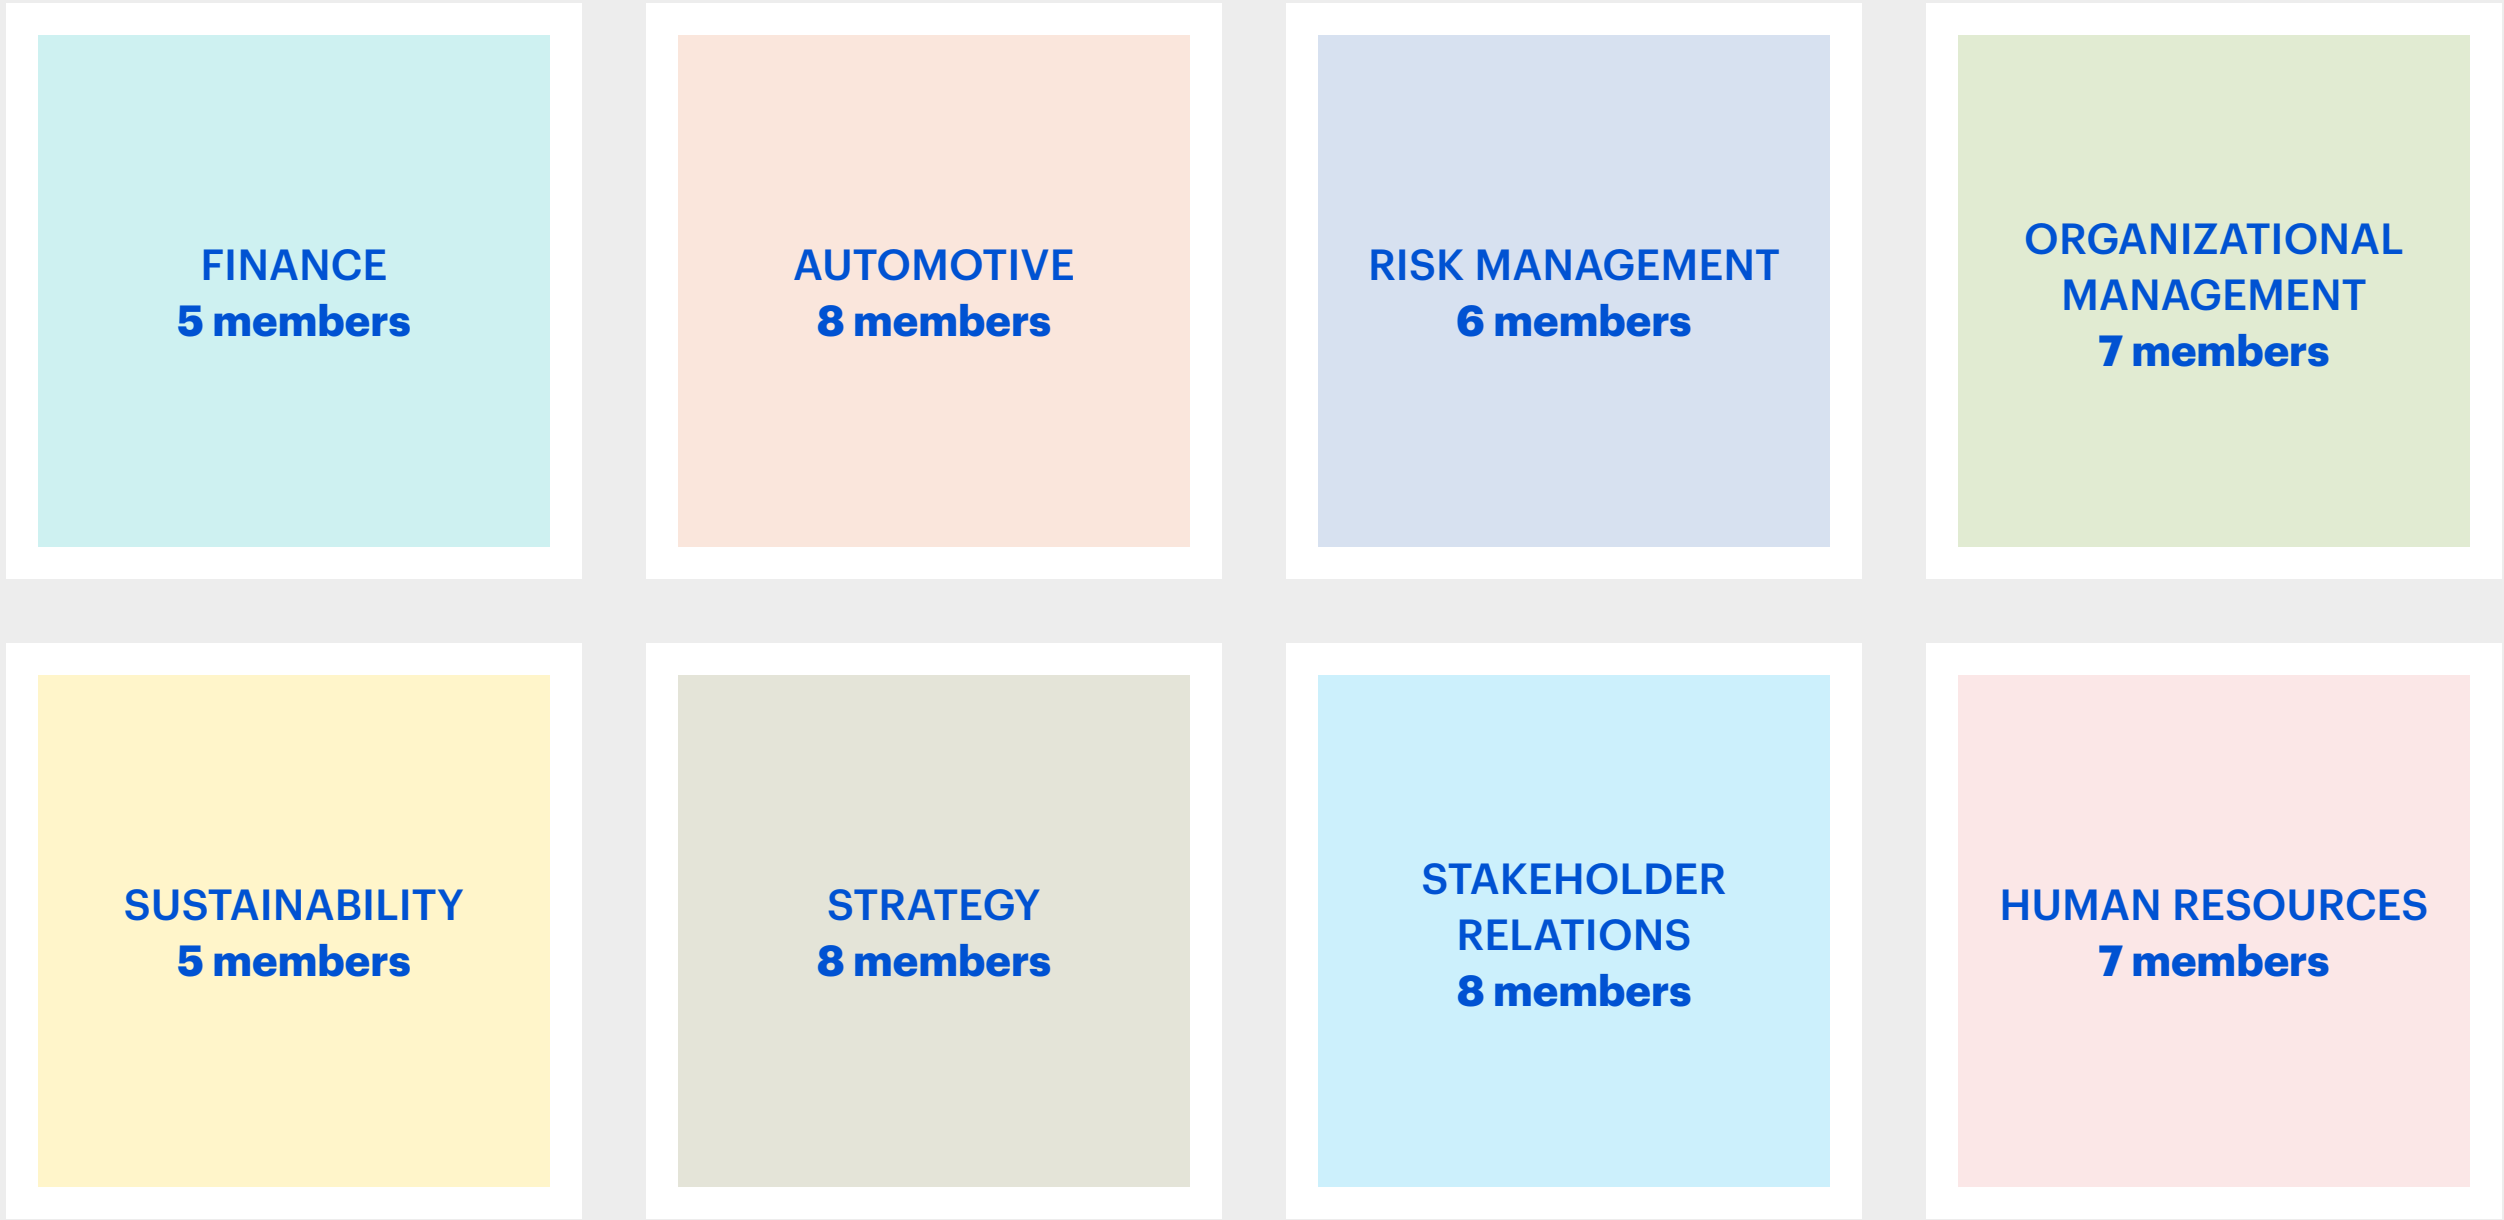 FINANCE
5 members
AUTOMOTIVE
8 members
RISK MANAGEMENT
6 members
ORGANIZATIONAL
MANAGEMENT
7 members
SUSTAINABILITY
5 members
STRATEGY
8 members
STAKEHOLDER
RELATIONS
8 members
HUMAN RESOURCES
7 members